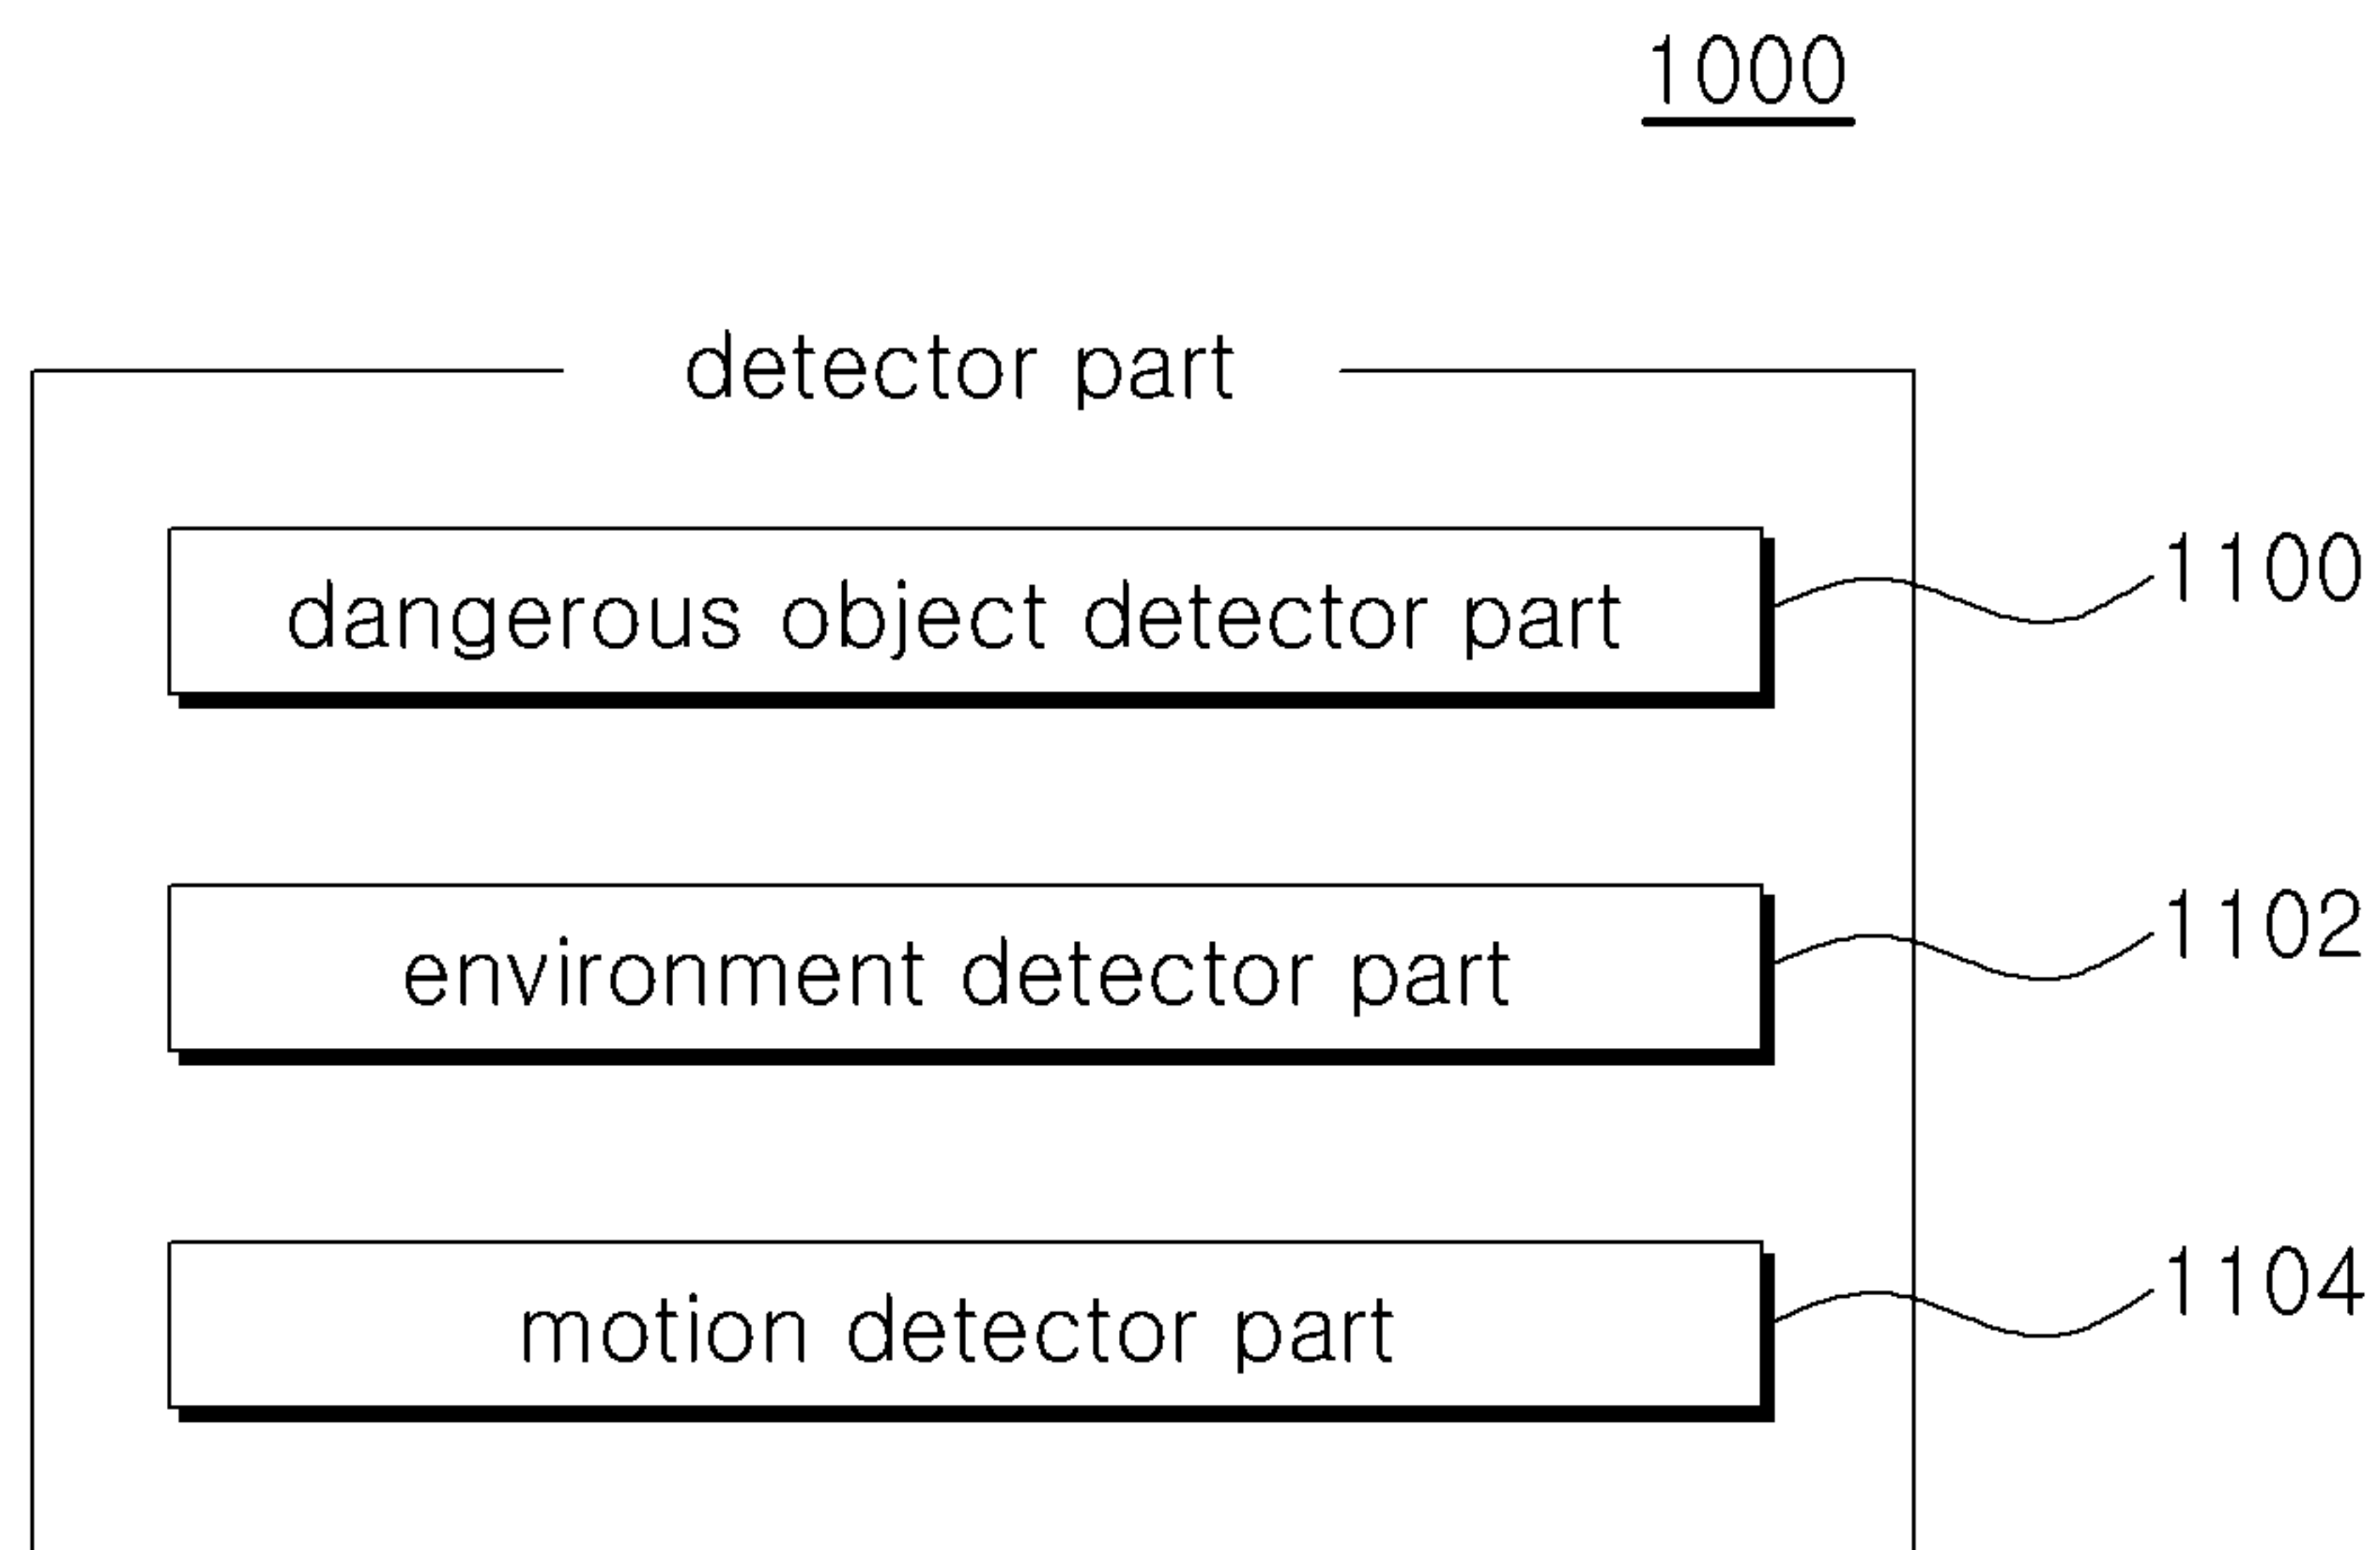 1000
detector part
dangerous object detector part
1100
environment detector part
1102
motion detector part
1104